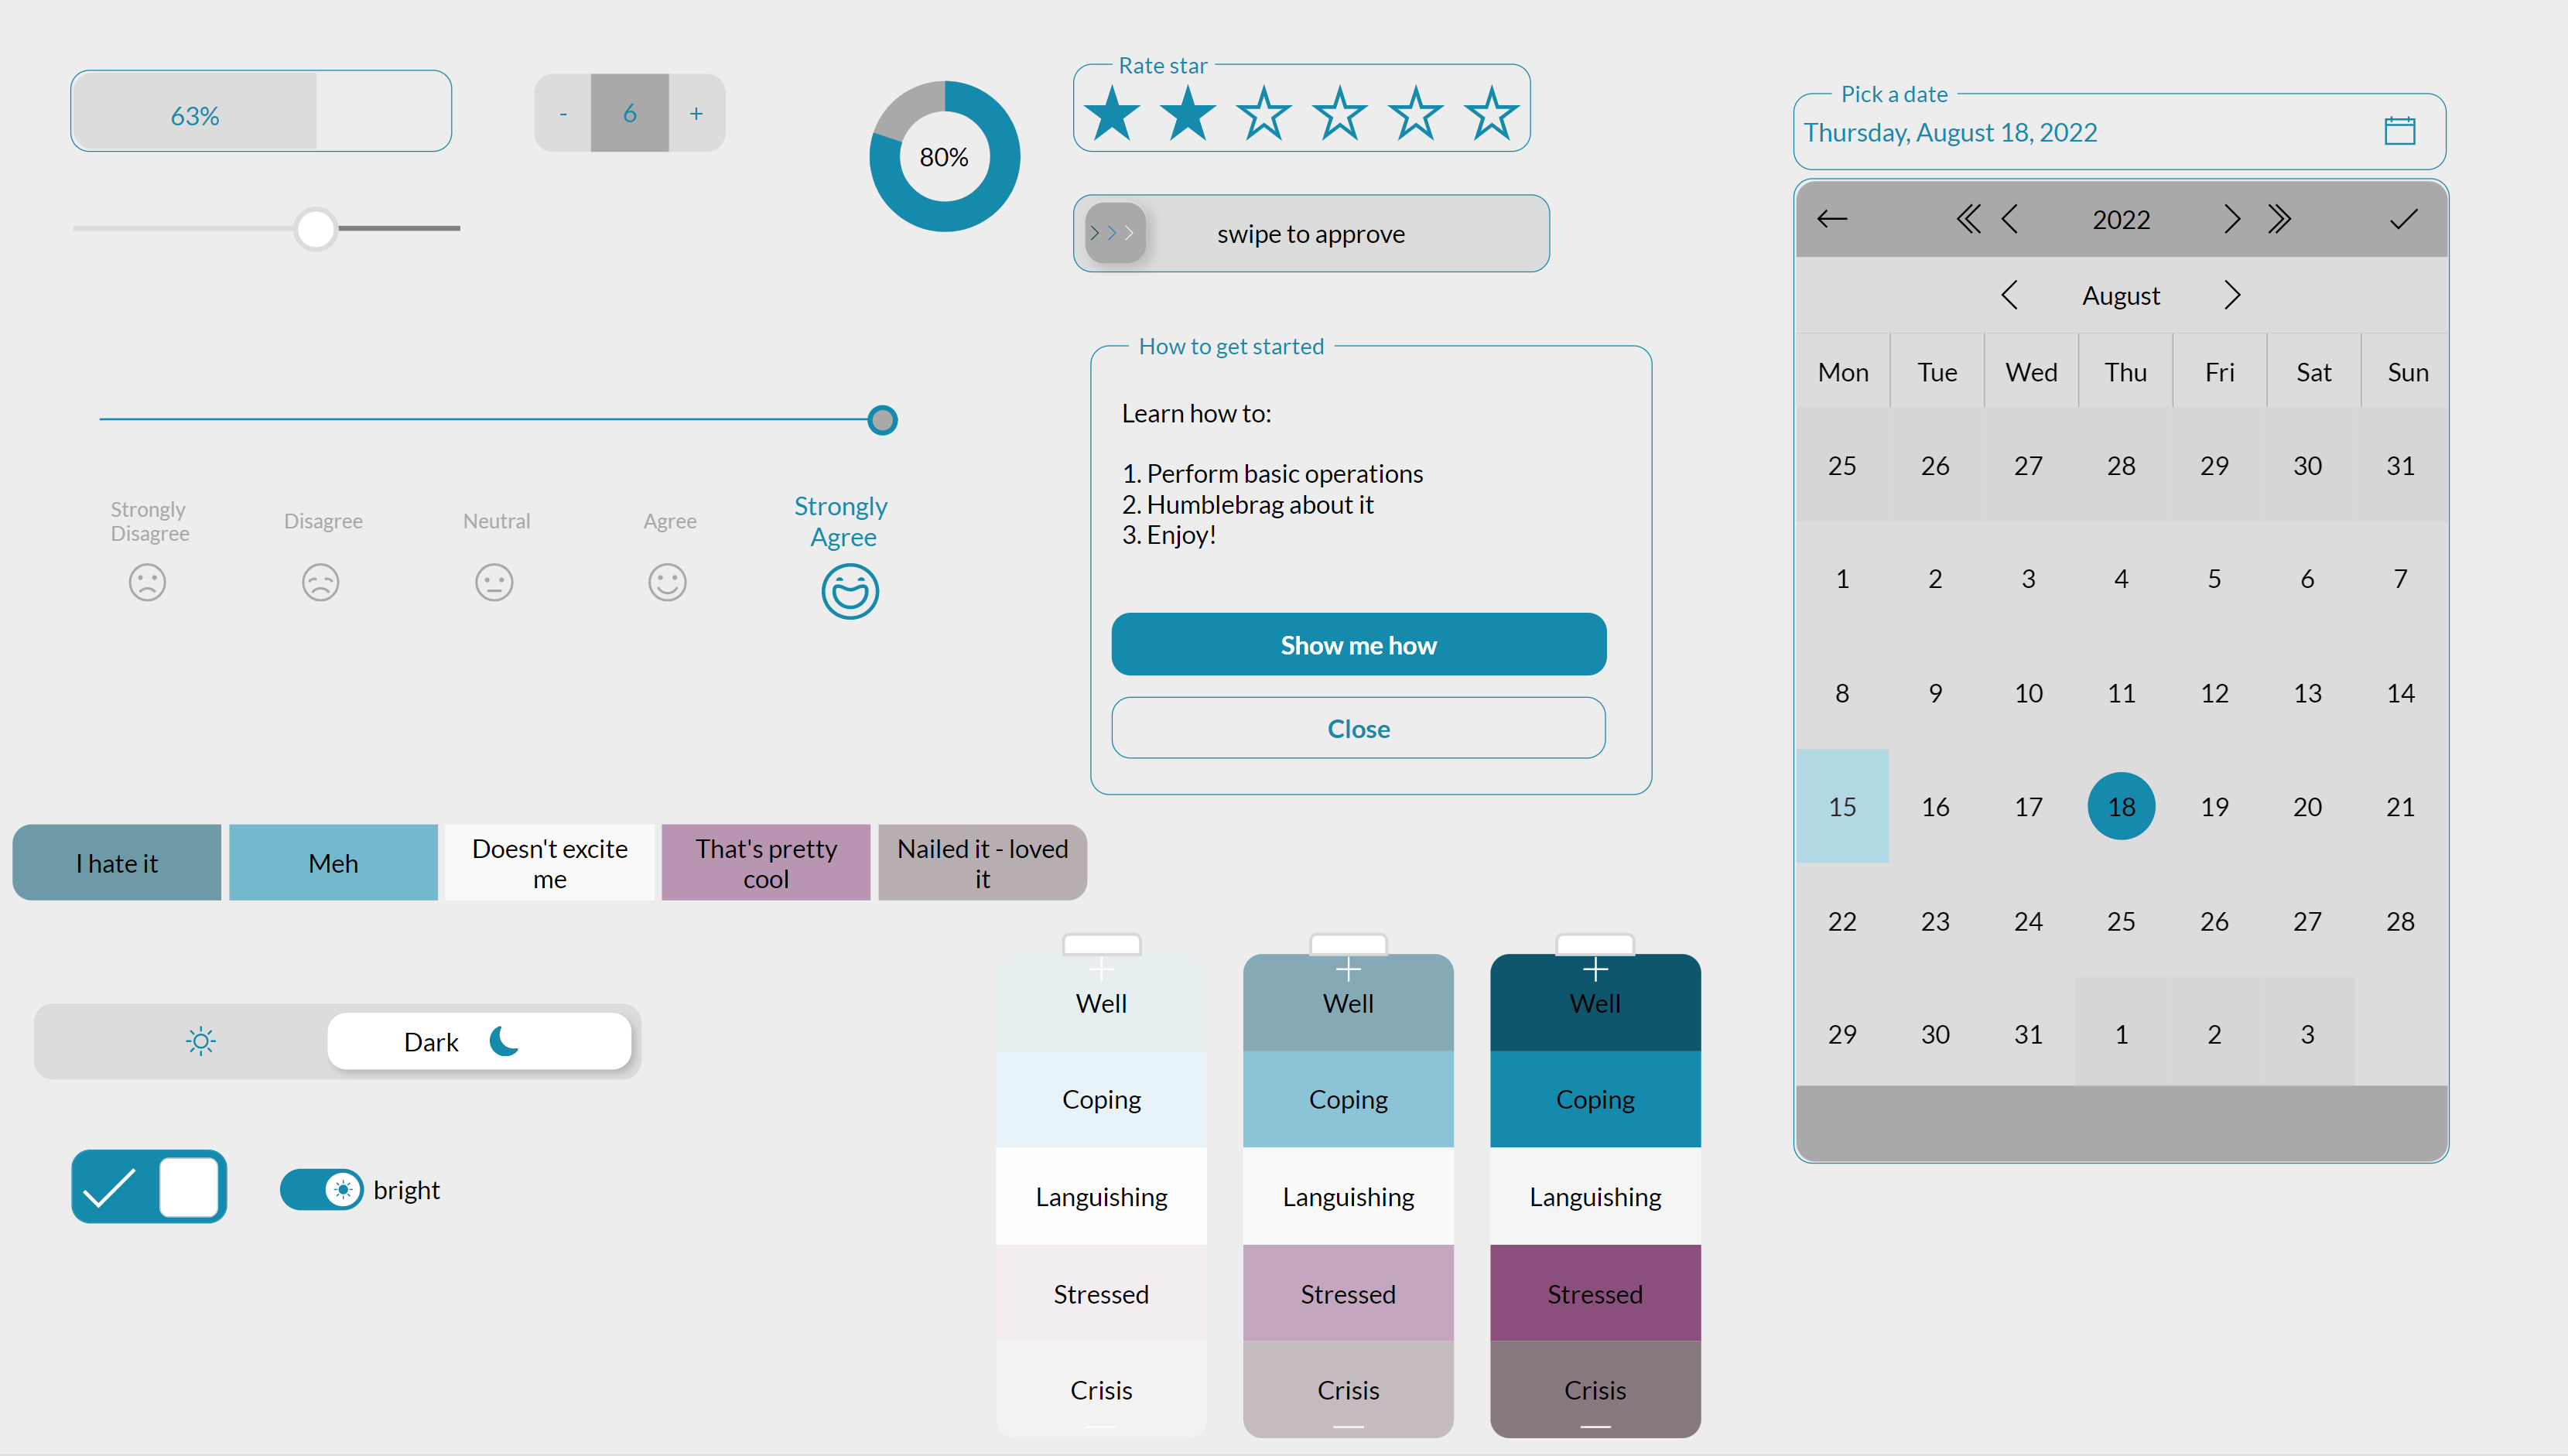 63%
- 6 +
80%
Rate star
swipe to approve
Strongly
Disagree
Disagree
Neutral
Agree
Strongly
Agree
How to get started
Learn how to:
1. Perform basic operations
2. Humblebrag about it
3. Enjoy!
Show me how
Close
I hate it
Meh
Doesn't excite
me
That's pretty
cool
Nailed it - loved
it
Dark
bright
Well
Coping
Languishing
Stressed
Crisis
Well
Coping
Languishing
Stressed
Crisis
Well
Coping
Languishing
Stressed
Crisis
Pick a date
Thursday, August 18, 2022
2022
August
Mon Tue Wed Thu Fri Sat Sun
25 26 27 28 29 30 31
1 2 3 4 5 6 7
8 9 10 11 12 13 14
15 16 17 18 19 20 21
22 23 24 25 26 27 28
29 30 31 1 2 3